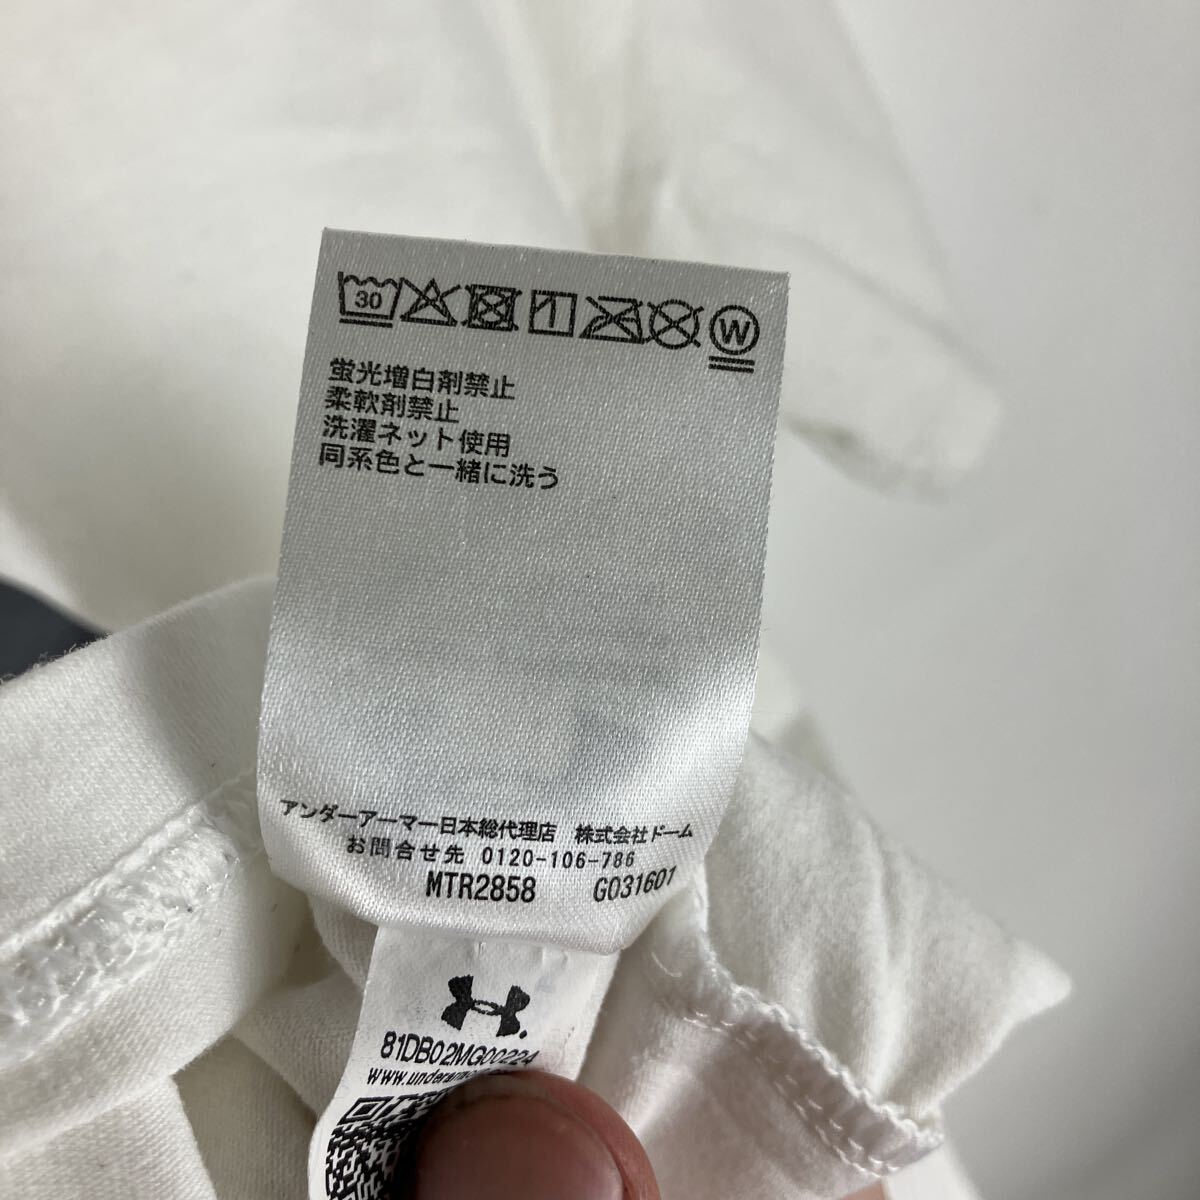 30 W
蛍光増白剤禁止
柔軟剤禁止
洗濯ネット使用
同系色と一緒に洗う
アンダーアーマー日本総代理店 株式会社ドーム
お問合せ先 0120-106-786
MTR2858 G031601
81DB02MG00224